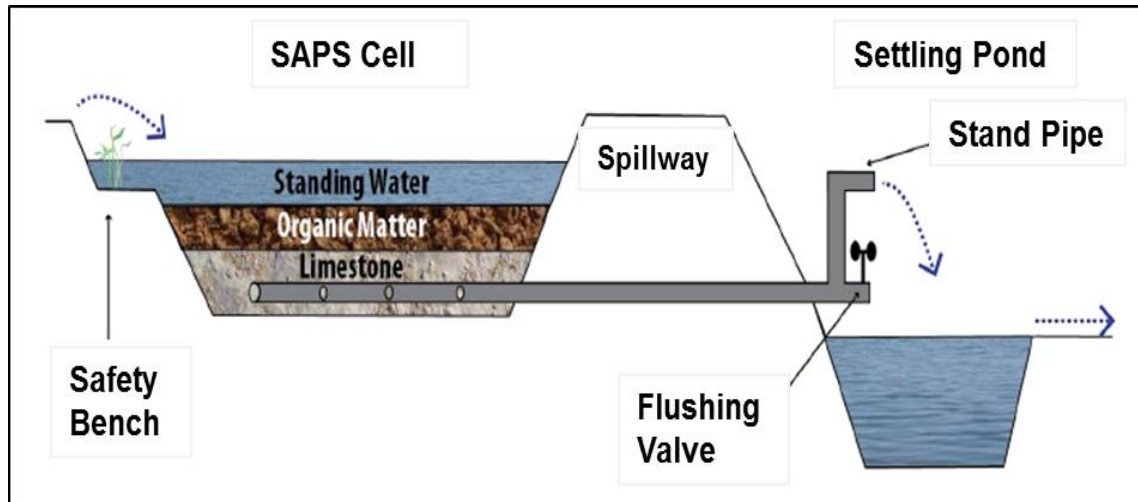 SAPS Cell
Settling Pond
Stand Pipe
Spillway
Standing Water
Organic Matter
Limestone
Safety
Bench
Flushing
Valve